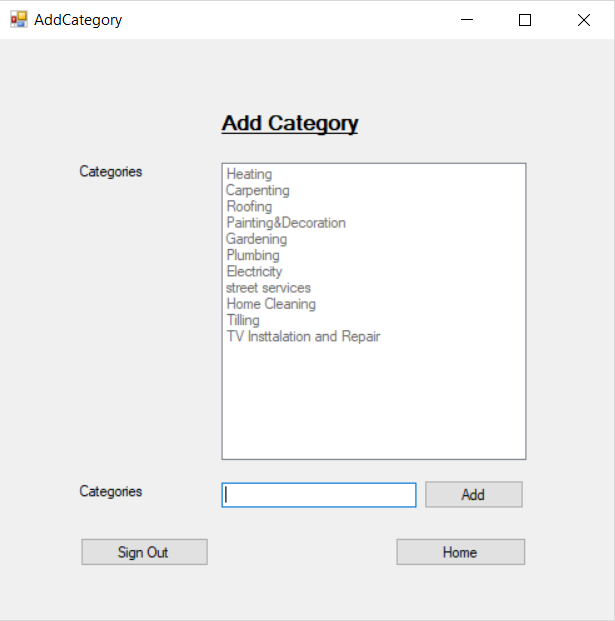 AddCategory
Add Category
Categories
Heating
Carpenting
Roofing
Painting&Decoration
Gardening
Plumbing
Electricity
street services
Home Cleaning
Tilling
TV Insttalation and Repair
Categories
Add
Sign Out
Home